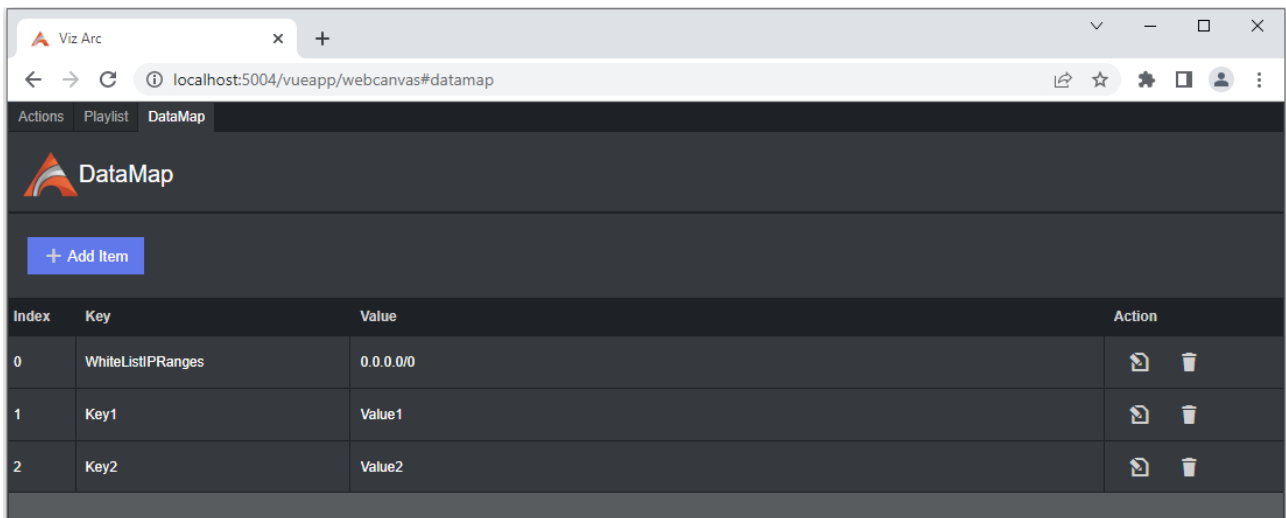 Viz Arc
localhost:5004/vueapp/webcanvas#datamap
Actions Playlist DataMap
DataMap
+ Add Item
Index Key Value Action
0 WhiteListIPRanges 0.0.0.0/0
1 Key1 Value1
2 Key2 Value2